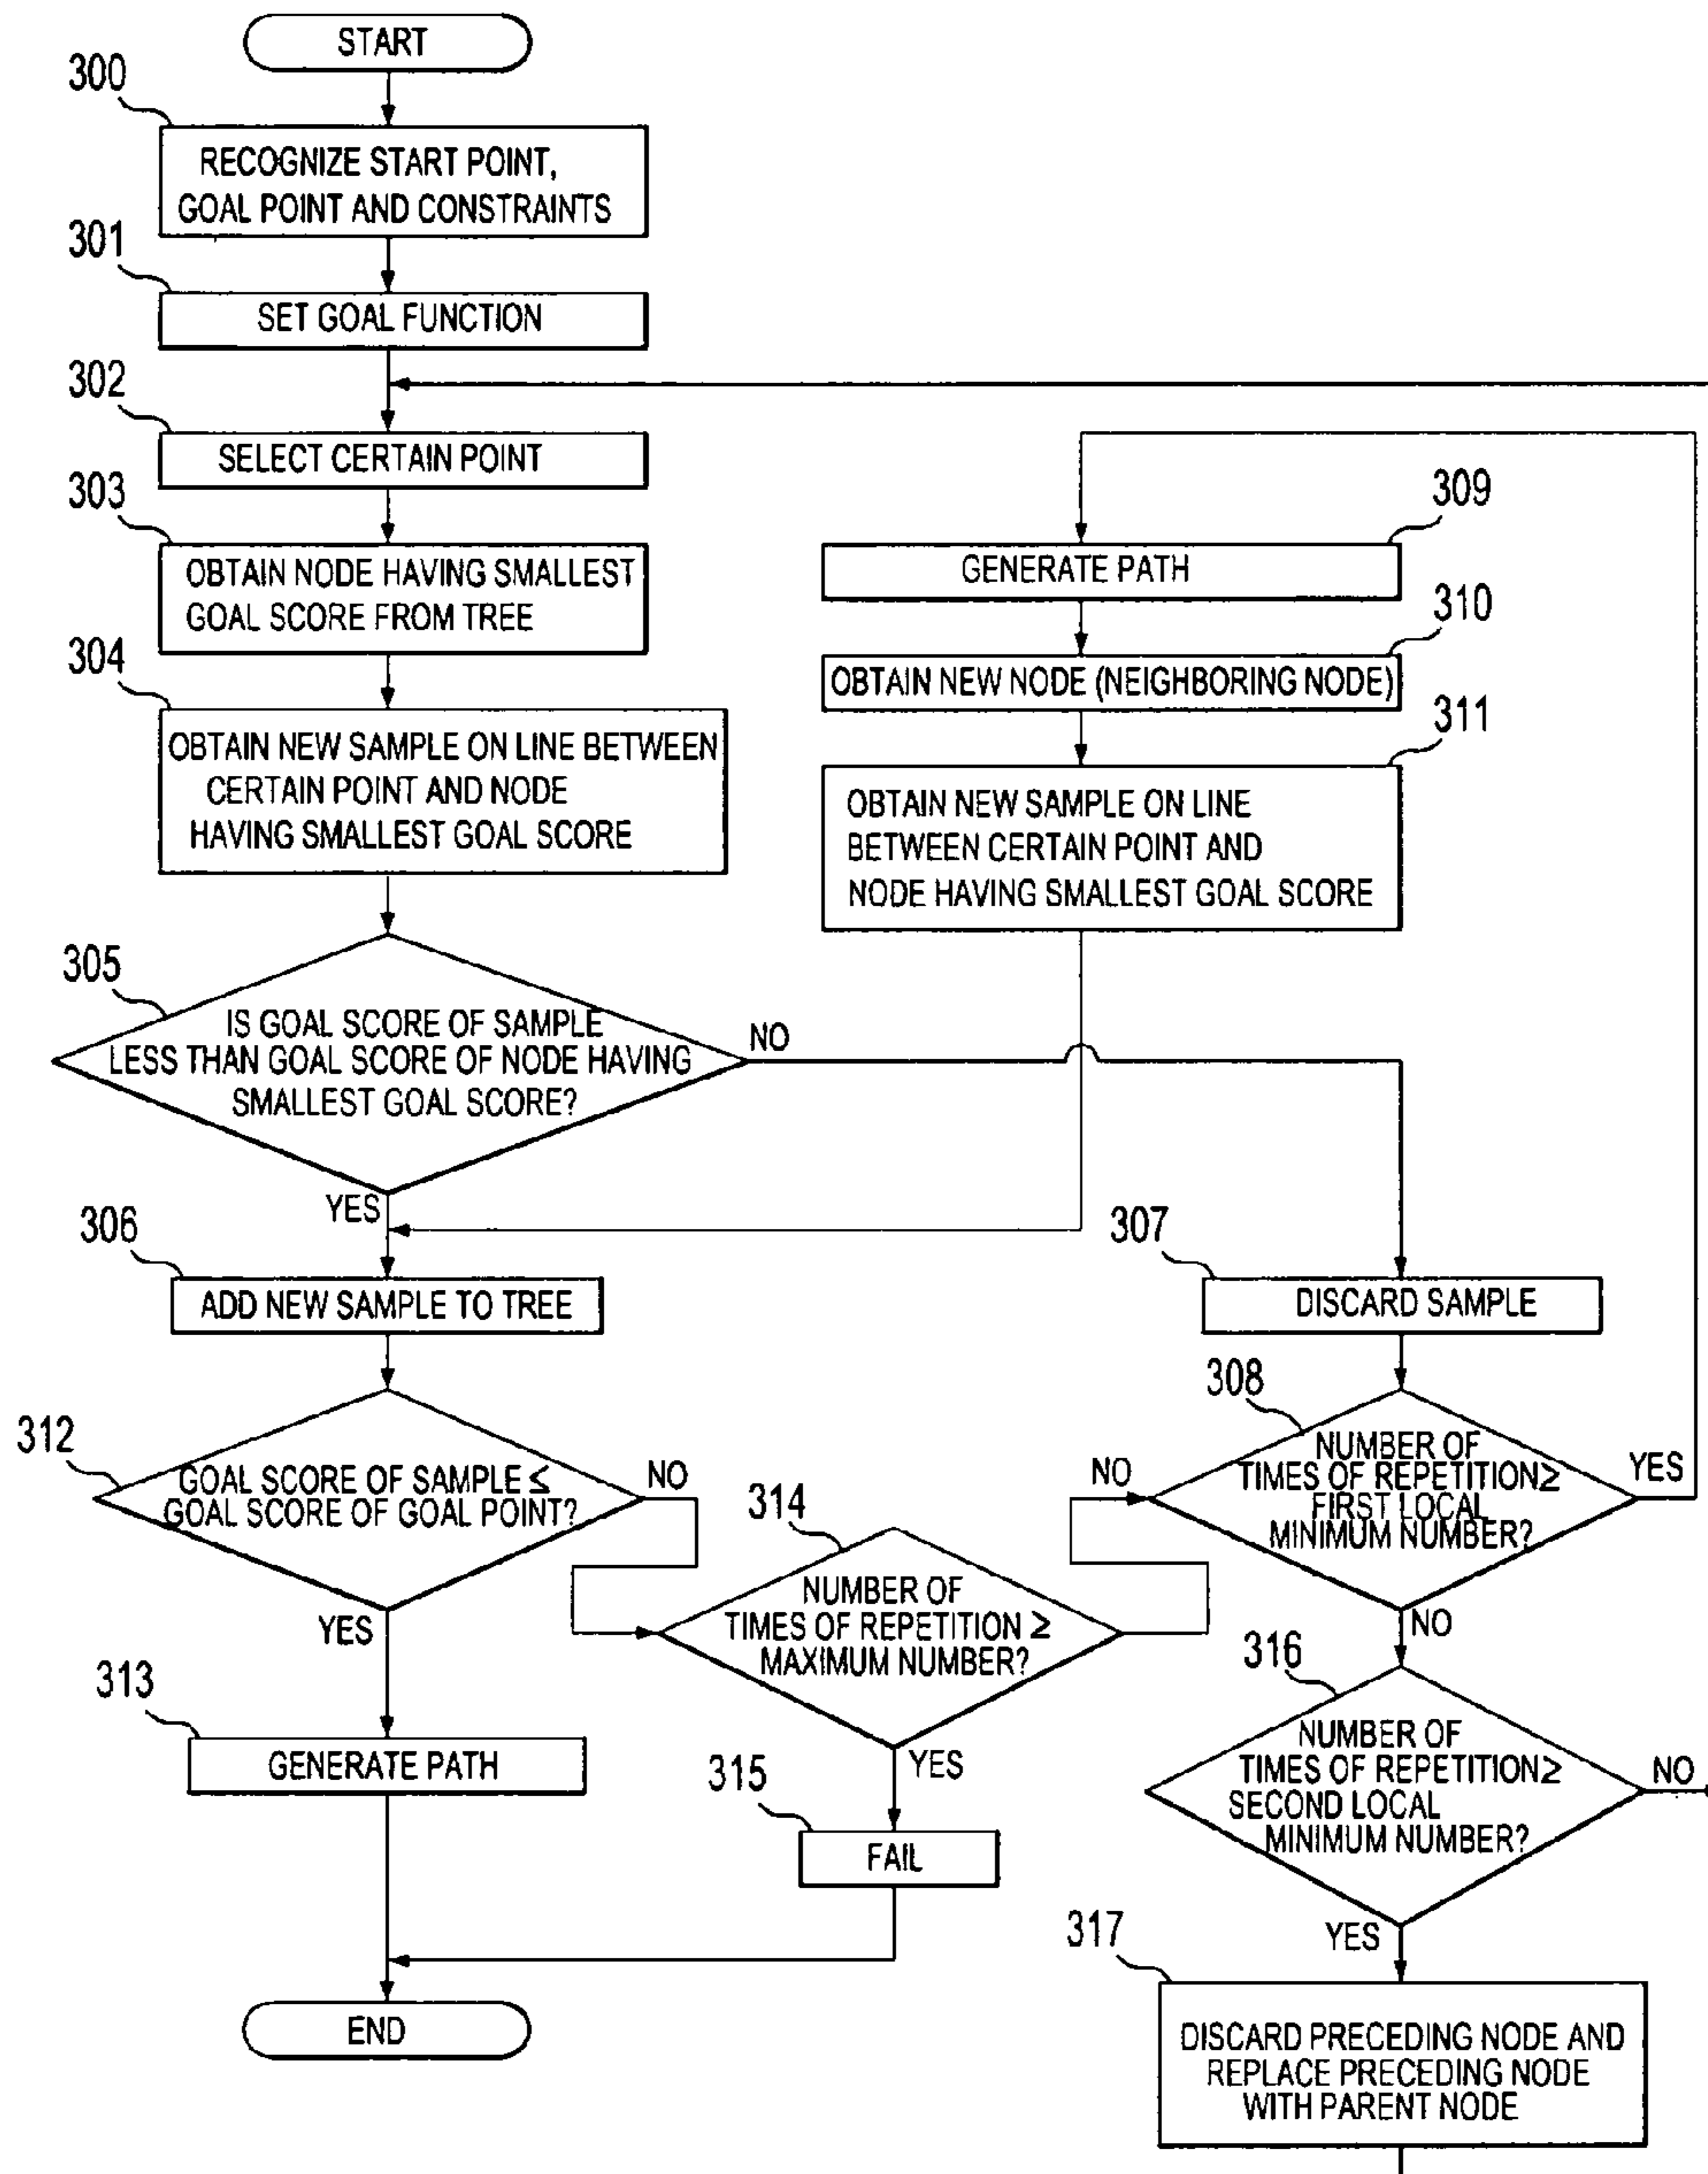 START
300
RECOGNIZE START POINT,
GOAL POINT AND CONSTRAINTS
301
SET GOAL FUNCTION
302
SELECT CERTAIN POINT
303
OBTAIN NODE HAVING SMALLEST
GOAL SCORE FROM TREE
304
OBTAIN NEW SAMPLE ON LINE BETWEEN
CERTAIN POINT AND NODE
HAVING SMALLEST GOAL SCORE
309
GENERATE PATH
310
OBTAIN NEW NODE (NEIGHBORING NODE)
311
OBTAIN NEW SAMPLE ON LINE
BETWEEN CERTAIN POINT AND
NODE HAVING SMALLEST GOAL SCORE
305
IS GOAL SCORE OF SAMPLE
LESS THAN GOAL SCORE OF NODE HAVING
SMALLEST GOAL SCORE?
NO
YES
306
ADD NEW SAMPLE TO TREE
307
DISCARD SAMPLE
312
GOAL SCORE OF SAMPLE ≤
GOAL SCORE OF GOAL POINT?
NO
YES
314
NUMBER OF
TIMES OF REPETITION ≥
MAXIMUM NUMBER?
NO
YES
308
NUMBER OF
TIMES OF REPETITION≥
FIRST LOCAL
MINIMUM NUMBER?
YES
NO
313
GENERATE PATH
315
FAIL
316
NUMBER OF
TIMES OF REPETITION≥
SECOND LOCAL
MINIMUM NUMBER?
NO
YES
317
DISCARD PRECEDING NODE AND
REPLACE PRECEDING NODE
WITH PARENT NODE
END